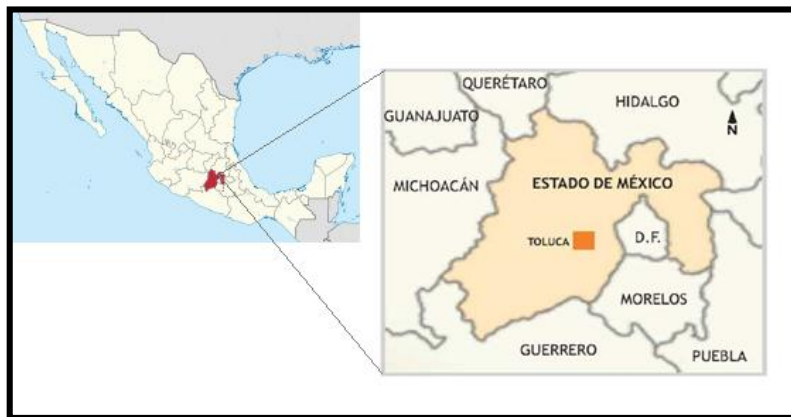 QUERÉTARO
HIDALGO
GUANAJUATO
N
MICHOACÁN
ESTADO DE MÉXICO
TOLUCA
D.F.
MORELOS
GUERRERO
PUEBLA